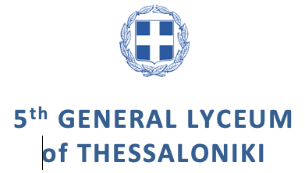 5th GENERAL LYCEUM
of THESSALONIKI